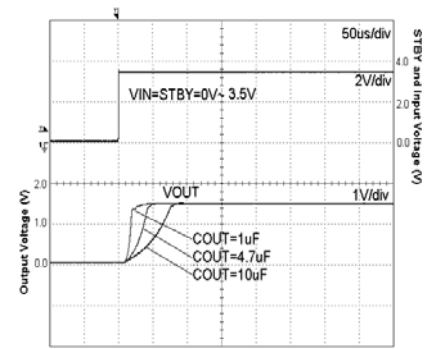 50us/div
4.0
2V/div
VIN=STBY=0V~ 3.5V
2.0
0.0
STBY and Input Voltage (V)
2.0
VOUT
1V/div
1.0
COUT=1uF
COUT=4.7uF
0.0
COUT=10uF
Output Voltage (V)